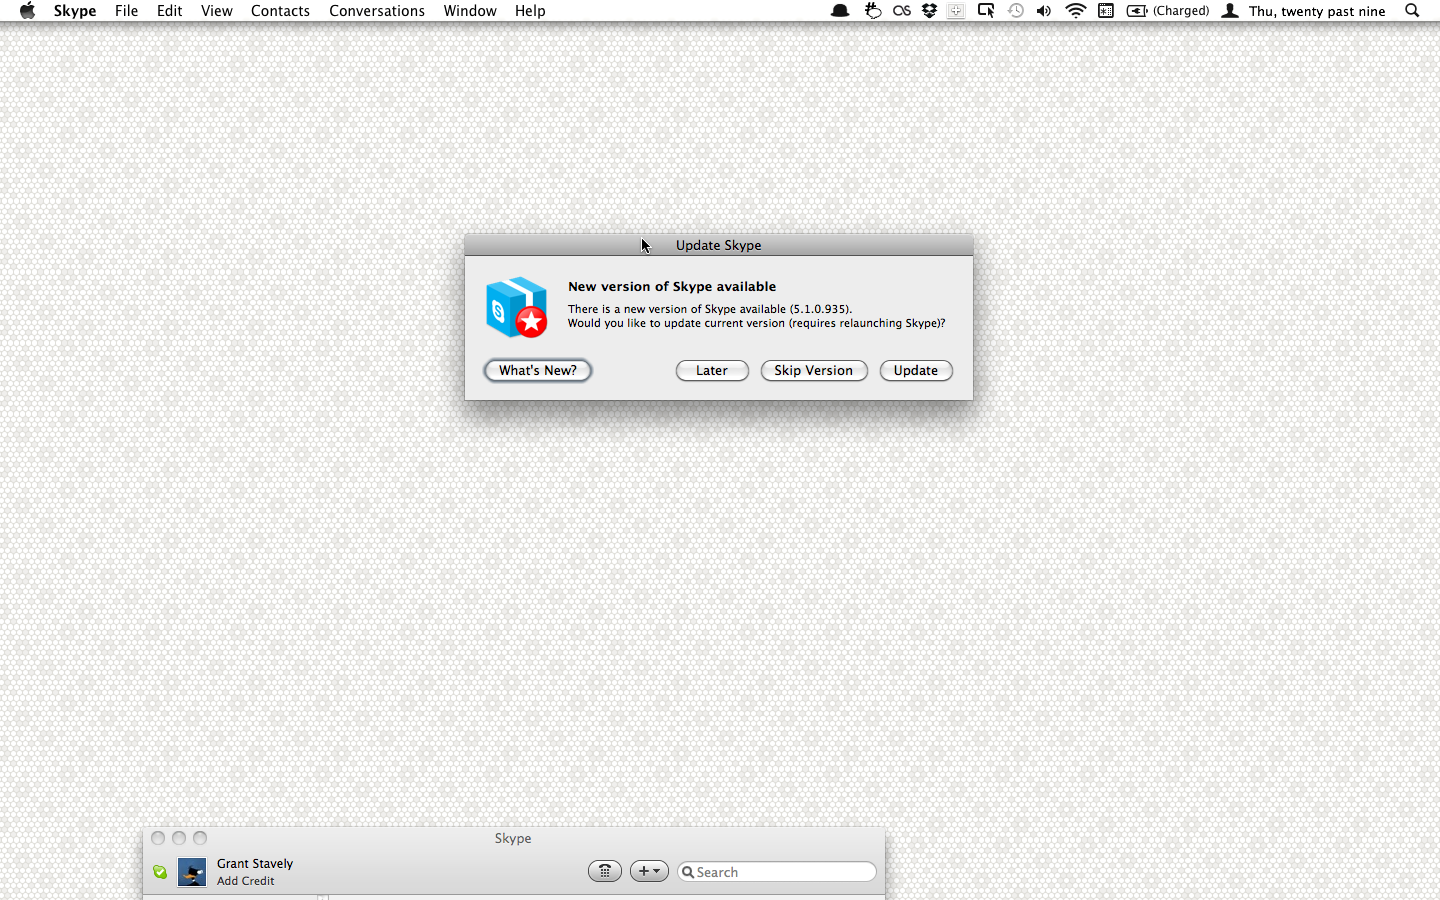 Skype File Edit View Contacts Conversations Window Help
(Charged) Thu, twenty past nine
Update Skype
New version of Skype available
There is a new version of Skype available (5.1.0.935).
Would you like to update current version (requires relaunching Skype)?
What's New? Later Skip Version Update
Skype
Grant Stavely
Add Credit
Search